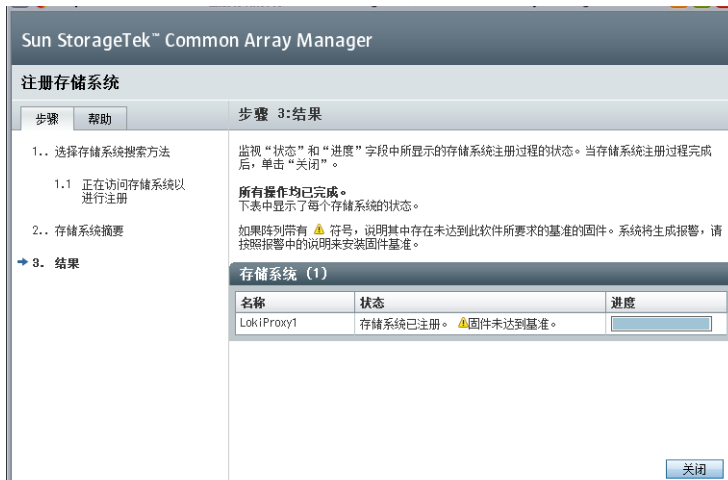 Sun StorageTek™ Common Array Manager
注册存储系统
步骤 帮助
1.. 选择存储系统搜索方法
1.1 正在访问存储系统以
进行注册
2.. 存储系统摘要
3. 结果
步骤 3:结果
监视“状态”和“进度”字段中所显示的存储系统注册过程的状态。当存储系统注册过程完成
后，单击“关闭”。
所有操作均已完成。
下表中显示了每个存储系统的状态。
如果阵列带有 符号，说明其中存在未达到此软件所要求的基准的固件。系统将生成报警，请
按照报警中的说明来安装固件基准。
存储系统 (1)
名称 状态 进度
LokiProxy1 存储系统已注册。 固件未达到基准。
关闭